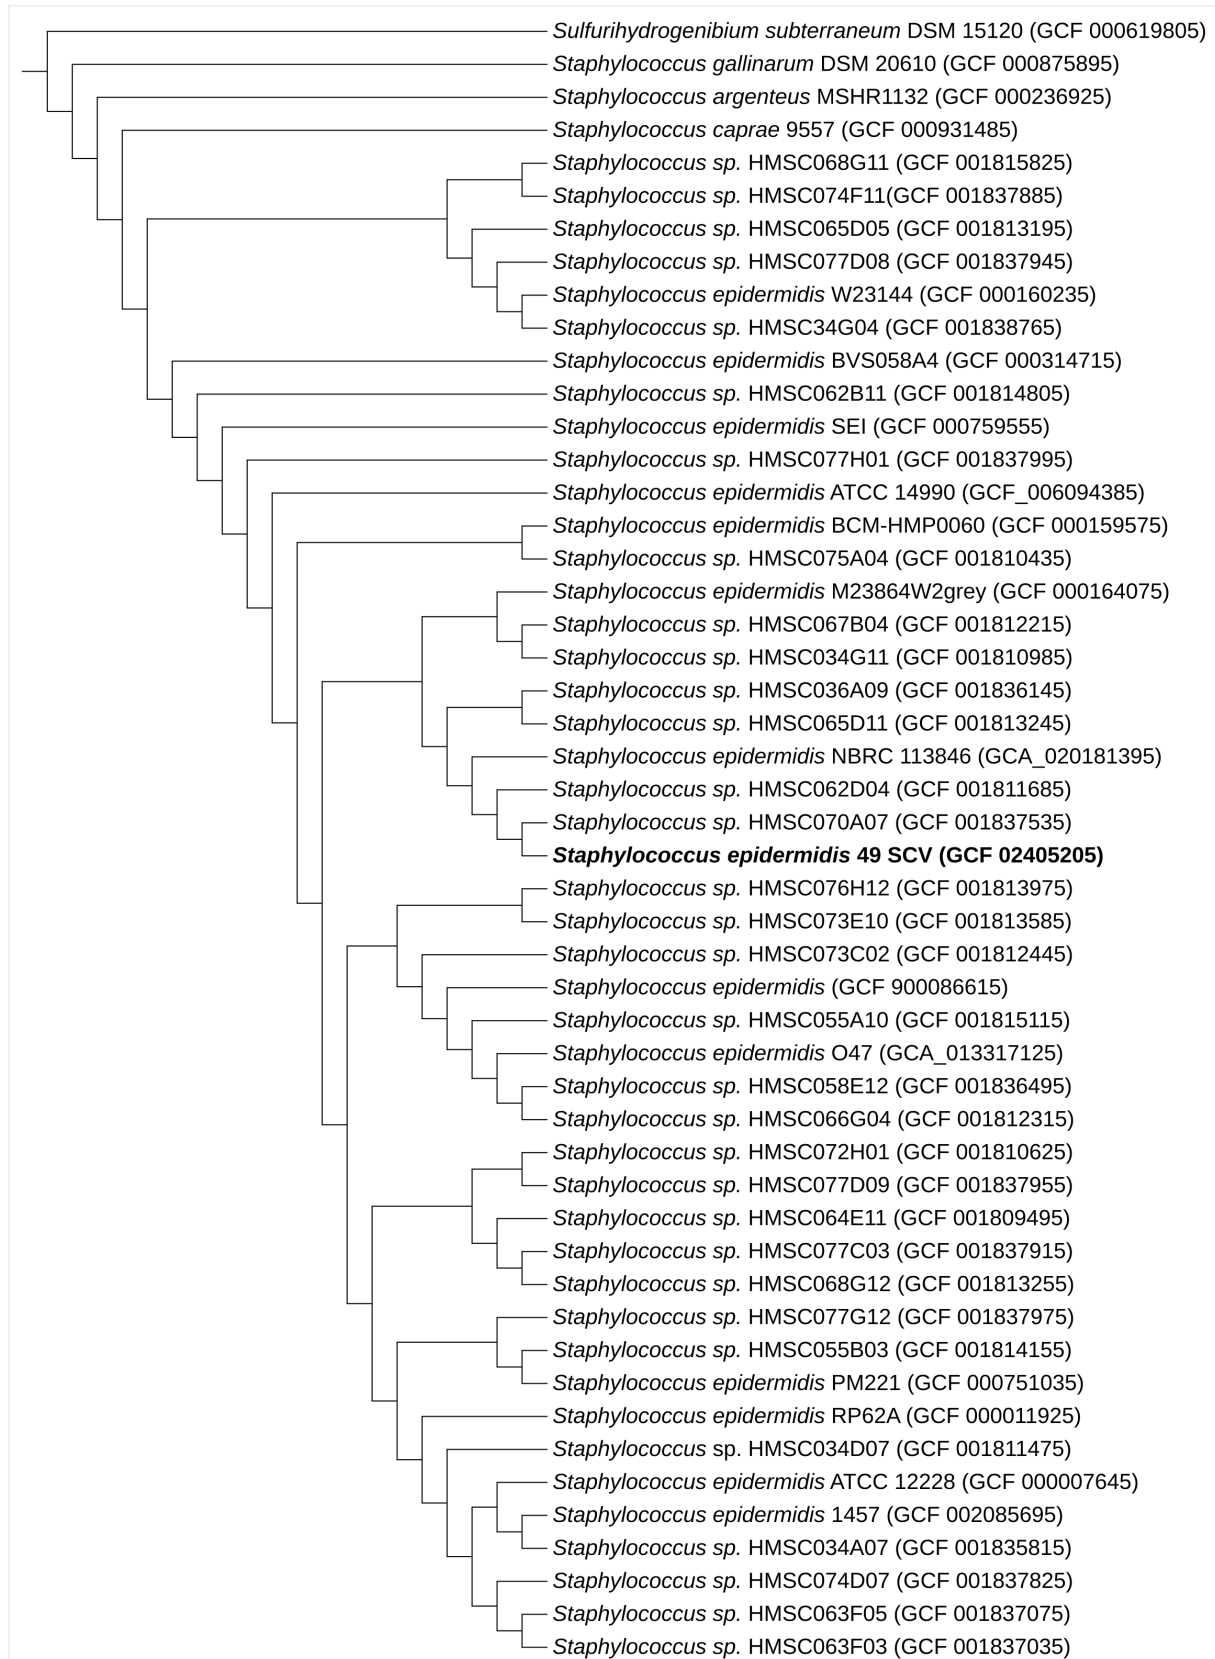 Sulfurihydrogenibium subterraneum DSM 15120 (GCF 000619805)
Staphylococcus gallinarum DSM 20610 (GCF 000875895)
Staphylococcus argenteus MSHR1132 (GCF 000236925)
Staphylococcus caprae 9557 (GCF 000931485)
Staphylococcus sp. HMSC068G11 (GCF 001815825)
Staphylococcus sp. HMSC074F11(GCF 001837885)
Staphylococcus sp. HMSC065D05 (GCF 001813195)
Staphylococcus sp. HMSC077D08 (GCF 001837945)
Staphylococcus epidermidis W23144 (GCF 000160235)
Staphylococcus sp. HMSC34G04 (GCF 001838765)
Staphylococcus epidermidis BVS058A4 (GCF 000314715)
Staphylococcus sp. HMSC062B11 (GCF 001814805)
Staphylococcus epidermidis SEI (GCF 000759555)
Staphylococcus sp. HMSC077H01 (GCF 001837995)
Staphylococcus epidermidis ATCC 14990 (GCF_006094385)
Staphylococcus epidermidis BCM-HMP0060 (GCF 000159575)
Staphylococcus sp. HMSC075A04 (GCF 001810435)
Staphylococcus epidermidis M23864W2grey (GCF 000164075)
Staphylococcus sp. HMSC067B04 (GCF 001812215)
Staphylococcus sp. HMSC034G11 (GCF 001810985)
Staphylococcus sp. HMSC036A09 (GCF 001836145)
Staphylococcus sp. HMSC065D11 (GCF 001813245)
Staphylococcus epidermidis NBRC 113846 (GCA_020181395)
Staphylococcus sp. HMSC062D04 (GCF 001811685)
Staphylococcus sp. HMSC070A07 (GCF 001837535)
Staphylococcus epidermidis 49 SCV (GCF 02405205)
Staphylococcus sp. HMSC076H12 (GCF 001813975)
Staphylococcus sp. HMSC073E10 (GCF 001813585)
Staphylococcus sp. HMSC073C02 (GCF 001812445)
Staphylococcus epidermidis (GCF 900086615)
Staphylococcus sp. HMSC055A10 (GCF 001815115)
Staphylococcus epidermidis O47 (GCA_013317125)
Staphylococcus sp. HMSC058E12 (GCF 001836495)
Staphylococcus sp. HMSC066G04 (GCF 001812315)
Staphylococcus sp. HMSC072H01 (GCF 001810625)
Staphylococcus sp. HMSC077D09 (GCF 001837955)
Staphylococcus sp. HMSC064E11 (GCF 001809495)
Staphylococcus sp. HMSC077C03 (GCF 001837915)
Staphylococcus sp. HMSC068G12 (GCF 001813255)
Staphylococcus sp. HMSC077G12 (GCF 001837975)
Staphylococcus sp. HMSC055B03 (GCF 001814155)
Staphylococcus epidermidis PM221 (GCF 000751035)
Staphylococcus epidermidis RP62A (GCF 000011925)
Staphylococcus sp. HMSC034D07 (GCF 001811475)
Staphylococcus epidermidis ATCC 12228 (GCF 000007645)
Staphylococcus epidermidis 1457 (GCF 002085695)
Staphylococcus sp. HMSC034A07 (GCF 001835815)
Staphylococcus sp. HMSC074D07 (GCF 001837825)
Staphylococcus sp. HMSC063F05 (GCF 001837075)
Staphylococcus sp. HMSC063F03 (GCF 001837035)